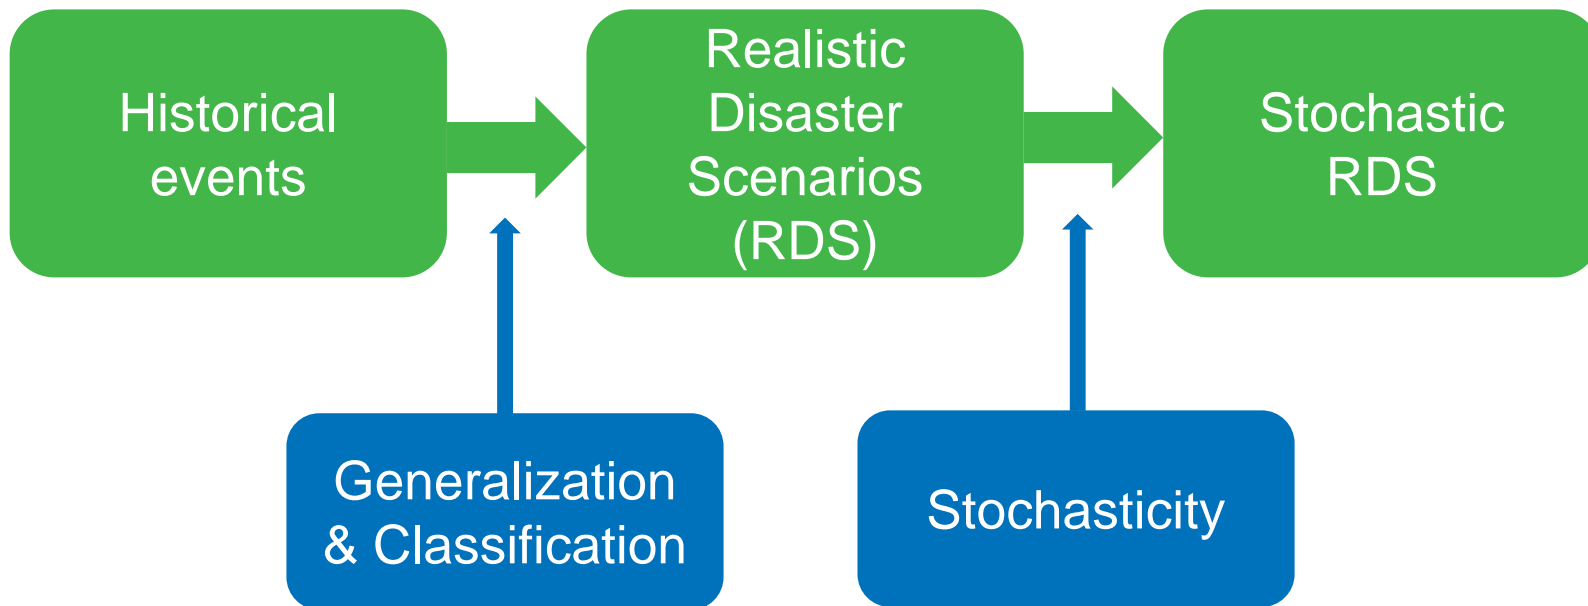 Historical
events
Realistic
Disaster
Scenarios
(RDS)
Stochastic
RDS
Generalization
& Classification
Stochasticity